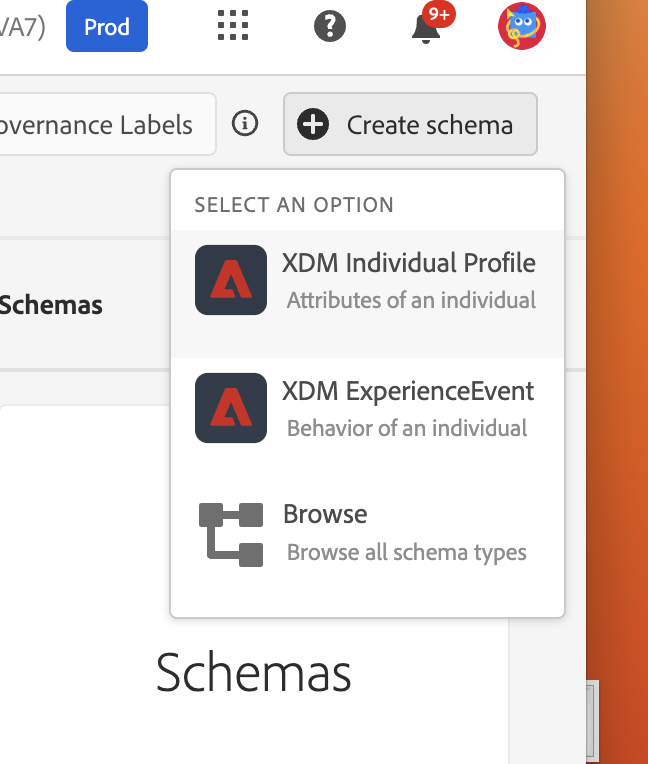 VA7)
Prod
9+
overnance Labels
Create schema
SELECT AN OPTION
XDM Individual Profile
Attributes of an individual
Schemas
XDM ExperienceEvent
Behavior of an individual
Browse
Browse all schema types
Schemas